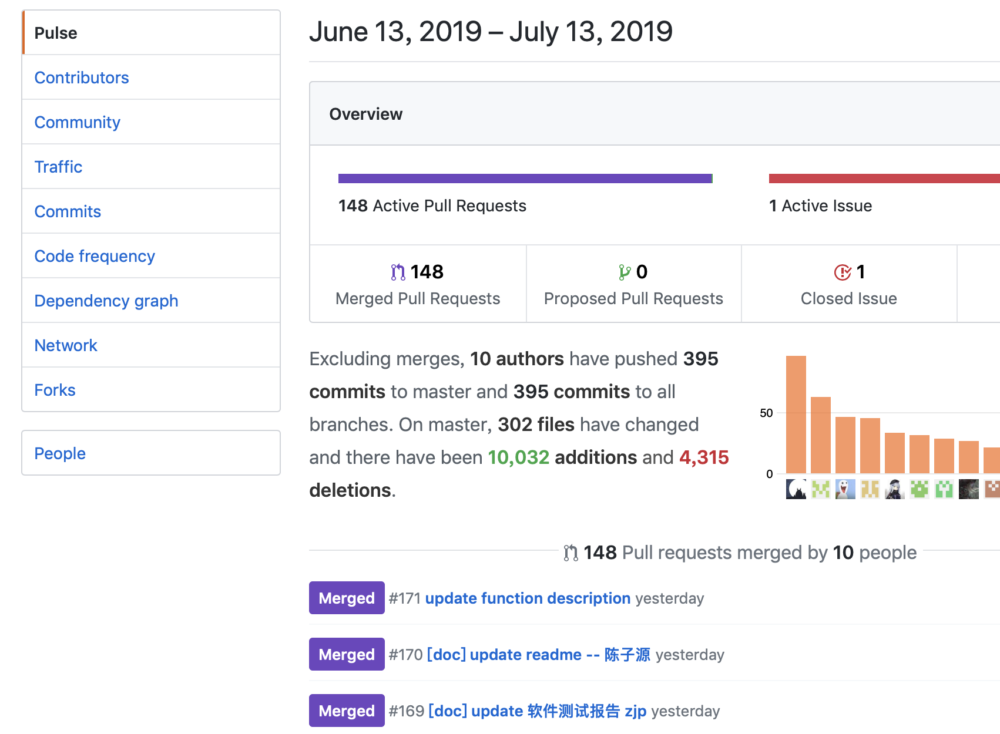 Pulse
Contributors
Community
Traffic
Commits
Code frequency
Dependency graph
Network
Forks
People
June 13, 2019 – July 13, 2019
Overview
148 Active Pull Requests
1 Active Issue
148
Merged Pull Requests
0
Proposed Pull Requests
1
Closed Issue
Excluding merges, 10 authors have pushed 395
commits to master and 395 commits to all
branches. On master, 302 files have changed
and there have been 10,032 additions and 4,315
deletions.
50
0
148 Pull requests merged by 10 people
Merged #171 update function description yesterday
Merged #170 [doc] update readme -- 陈子源 yesterday
Merged #169 [doc] update 软件测试报告 zjp yesterday